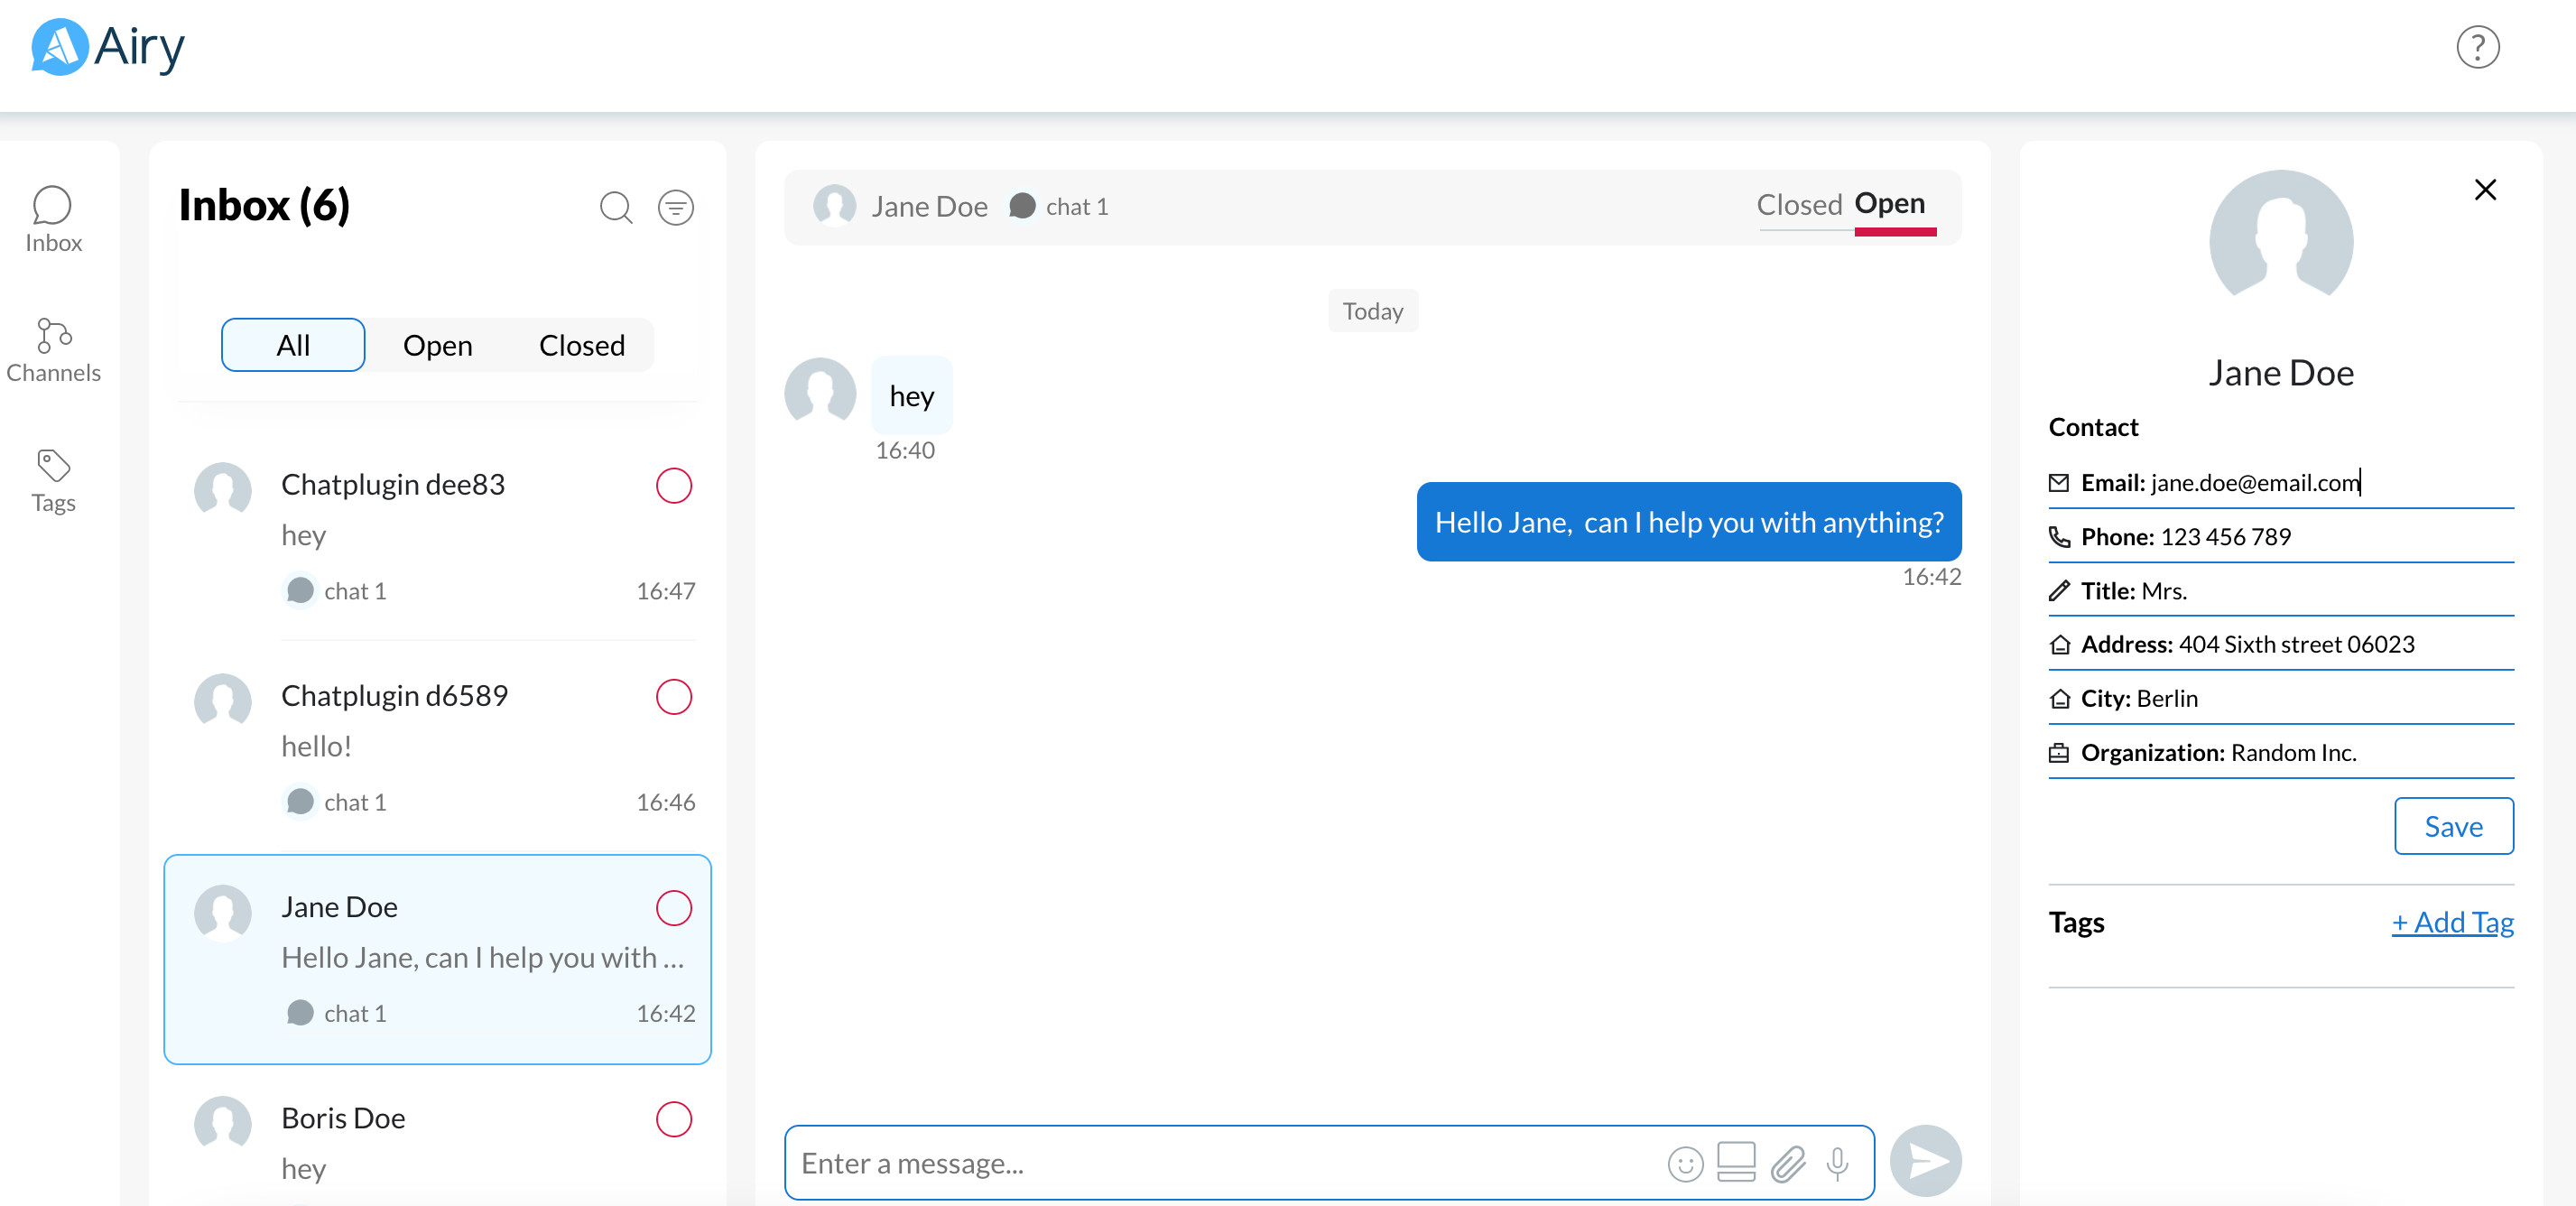 Airy
?
Inbox
Channels
Tags
Inbox (6)
All
Open
Closed
Chatplugin dee83
hey
chat 1
16:47
Chatplugin d6589
hello!
chat 1
16:46
Jane Doe
Hello Jane, can I help you with ...
chat 1
16:42
Boris Doe
hey
Jane Doe
chat 1
Closed
Open
Today
hey
16:40
Hello Jane,  can I help you with anything?
16:42
Enter a message...
Jane Doe
Contact
Email: jane.doe@email.com
Phone: 123 456 789
Title: Mrs.
Address: 404 Sixth street 06023
City: Berlin
Organization: Random Inc.
Save
Tags
+ Add Tag